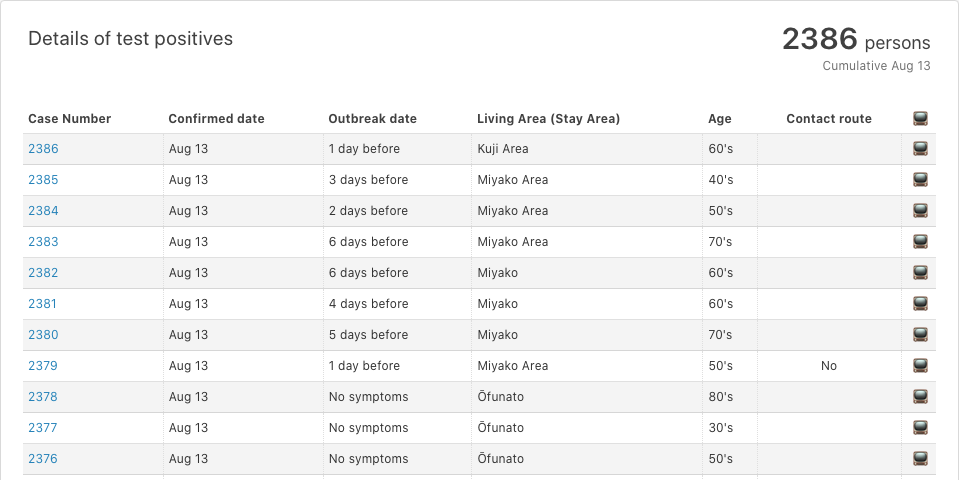 Details of test positives
2386 persons
Cumulative Aug 13
Case Number Confirmed date Outbreak date Living Area (Stay Area) Age Contact route
2386 Aug 13 1 day before Kuji Area 60's
2385 Aug 13 3 days before Miyako Area 40's
2384 Aug 13 2 days before Miyako Area 50's
2383 Aug 13 6 days before Miyako Area 70's
2382 Aug 13 6 days before Miyako 60's
2381 Aug 13 4 days before Miyako 60's
2380 Aug 13 5 days before Miyako 70's
2379 Aug 13 1 day before Miyako Area 50's No
2378 Aug 13 No symptoms Ōfunato 80's
2377 Aug 13 No symptoms Ōfunato 30's
2376 Aug 13 No symptoms Ōfunato 50's